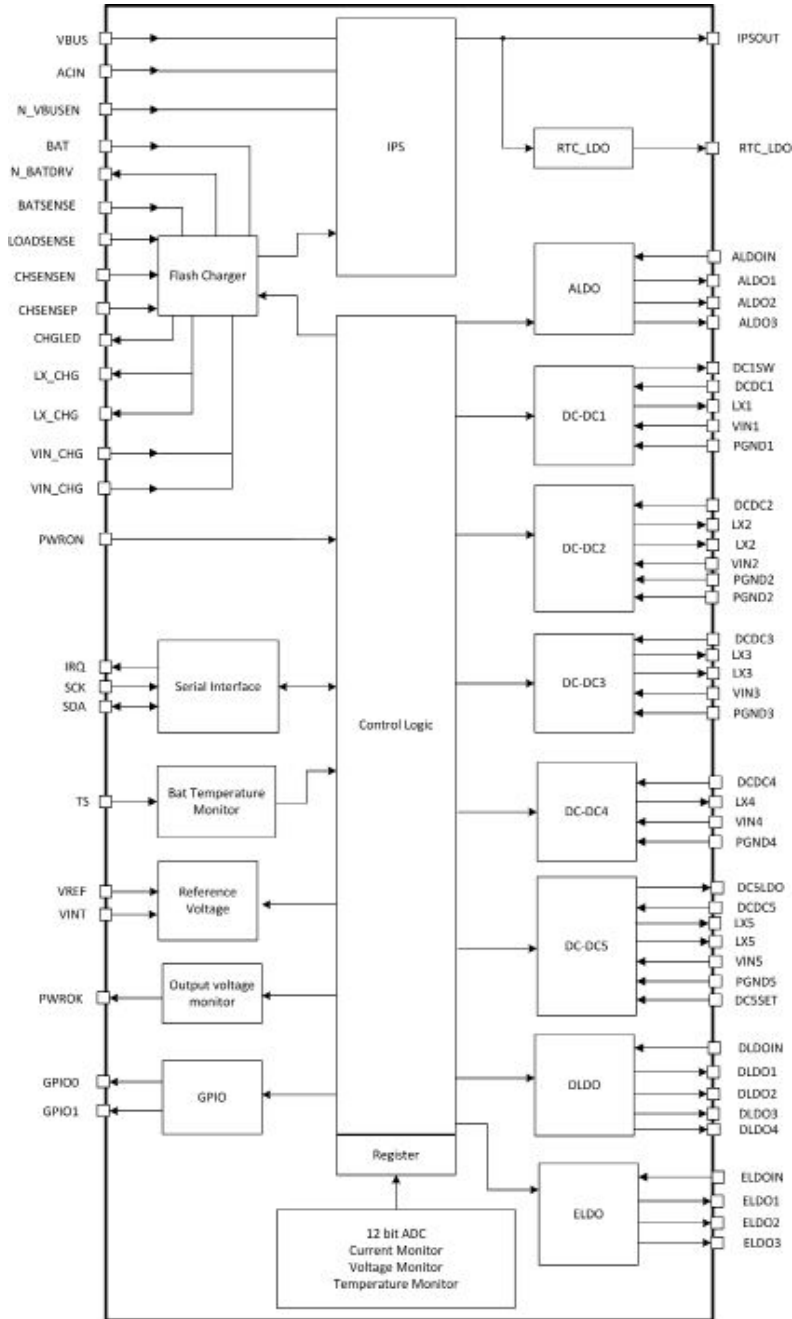 VBUS
ACIN
N_VBUSEN
BAT
N_BATDRV
BATSENSE
LOADSENSE
CHSENSEN
CHSENSEP
CHGLED
LX_CHG
LX_CHG
VIN_CHG
VIN_CHG
PWRON
IRQ
SCK
SDA
TS
VREF
VINT
PWROK
GPIO0
GPIO1
Flash Charger
Serial Interface
Bat Temperature
Monitor
Reference
Voltage
Output voltage
monitor
GPIO
IPS
Control Logic
Register
12 bit ADC
Current Monitor
Voltage Monitor
Temperature Monitor
RTC_LDO
ALDO
DC-DC1
DC-DC2
DC-DC3
DC-DC4
DC-DC5
DLDO
ELDO
IPSOUT
RTC_LDO
ALDOIN
ALDO1
ALDO2
ALDO3
DC1SW
DCDC1
LX1
VIN1
PGND1
DCDC2
LX2
LX2
VIN2
PGND2
PGND2
DCDC3
LX3
LX3
VIN3
PGND3
DCDC4
LX4
VIN4
PGND4
DC5LDO
DCDC5
LX5
LX5
VIN5
PGND5
DC5SET
DLDOIN
DLDO1
DLDO2
DLDO3
DLDO4
ELDOIN
ELDO1
ELDO2
ELDO3